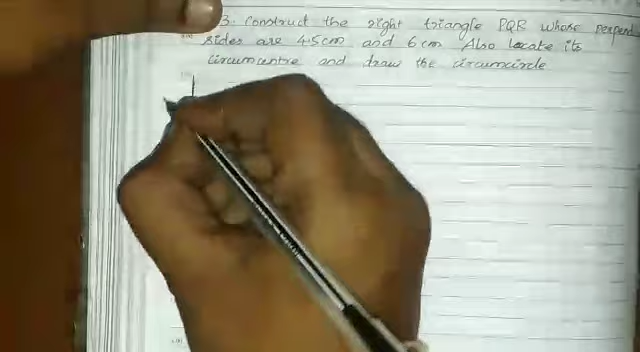 3. Construct the right triangle PQR whose perpend
sides are 4.5cm and 6cm Also Locate its
Circumcentre and draw the circumcircle